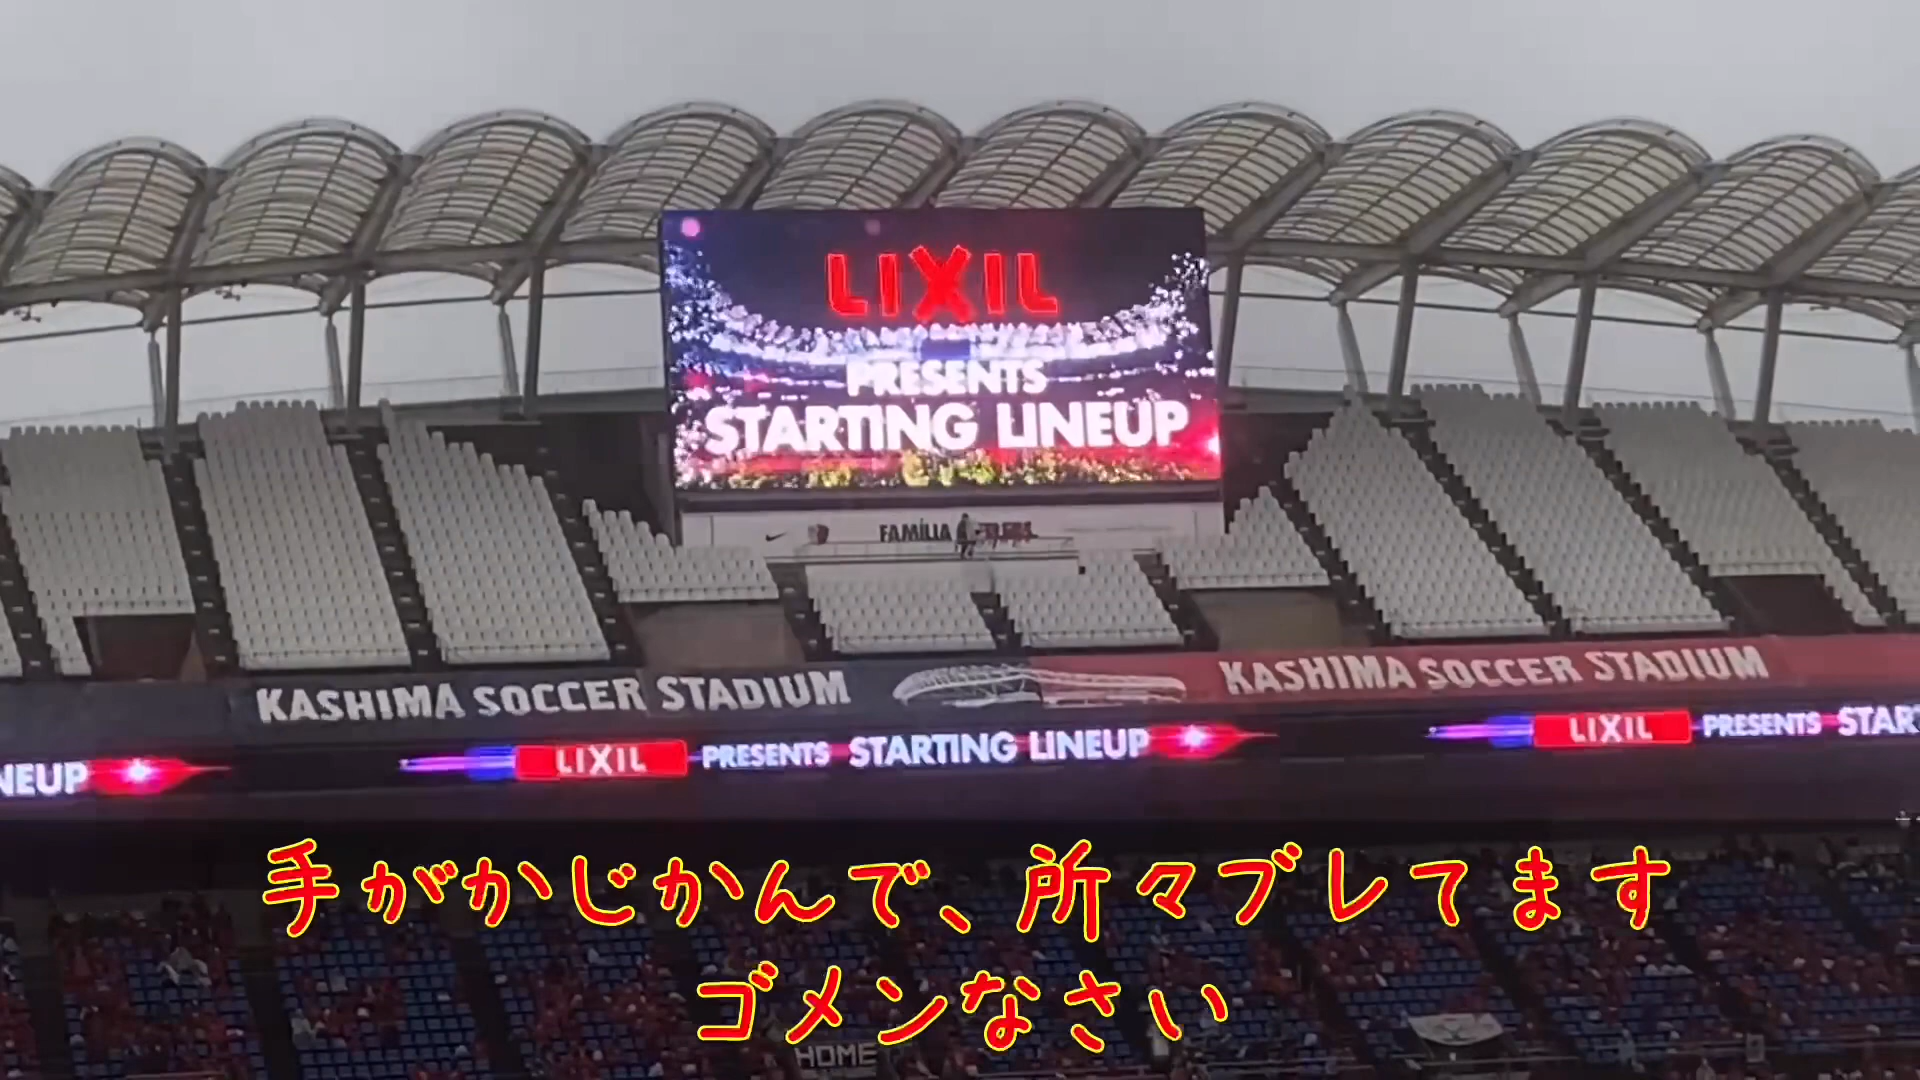 LIXIL
PRESENTS
STARTING LINEUP
FAMÍLIA
KASHIMA SOCCER STADIUM
KASHIMA SOCCER STADIUM
NEUP
LIXIL PRESENTS STARTING LINEUP
LIXIL PRESENTS START
手がかじかんで、所々ブレてます
ゴメンなさい
HOME